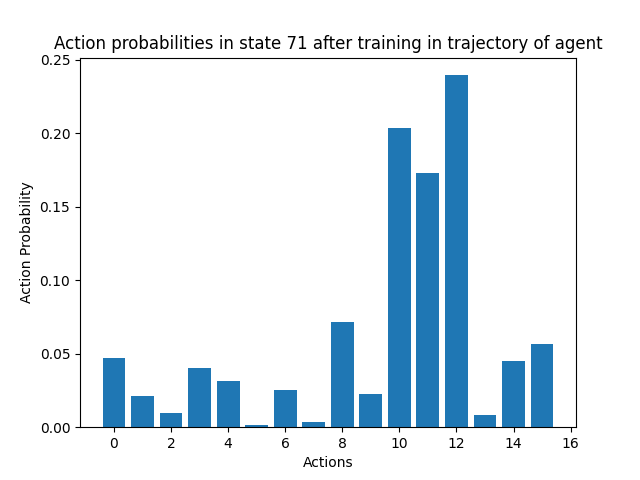 Action probabilities in state 71 after training in trajectory of agent
0.25
0.20
0.15
0.10
0.05
0.00
Action Probability
0 2 4 6 8 10 12 14 16
Actions